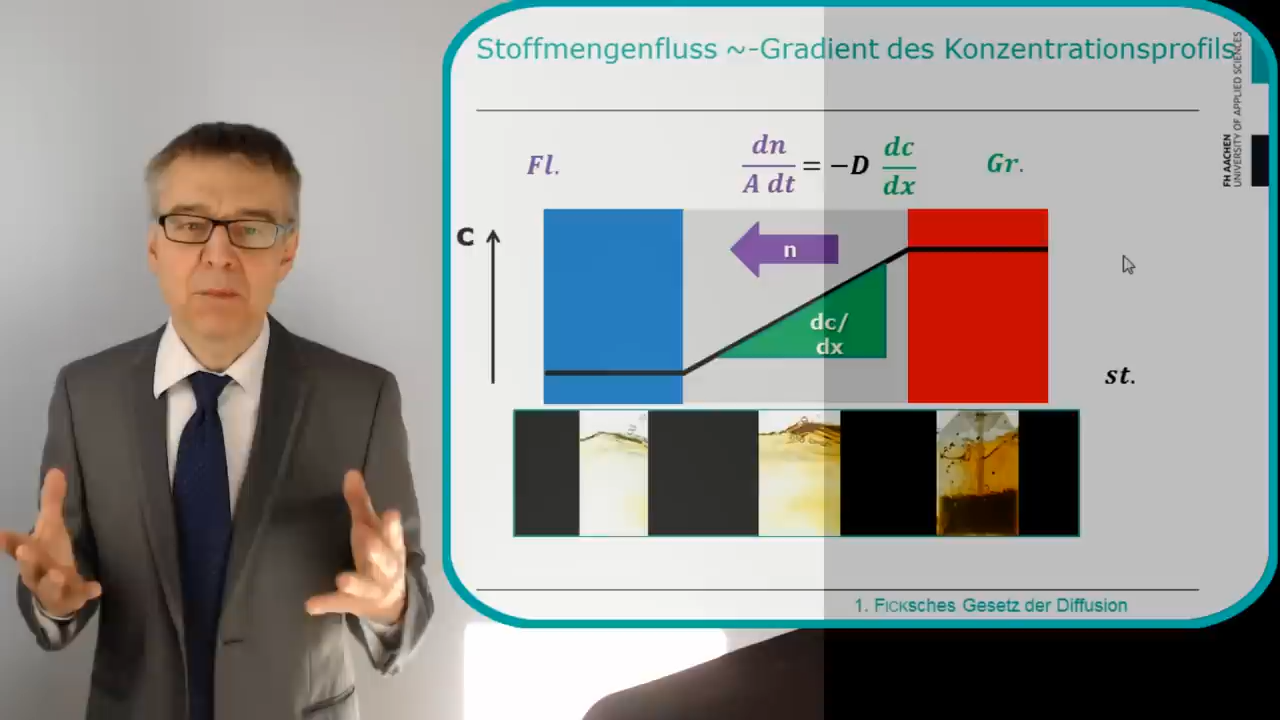 Stoffmengenfluss ~-Gradient des Konzentrationsprofils
FH AACHEN
UNIVERSITY OF APPLIED SCIENCES
Fl.
dn
A dt
= −D
dc
dx
Gr.
c
n
dc/
dx
st.
1. FICKsches Gesetz der Diffusion